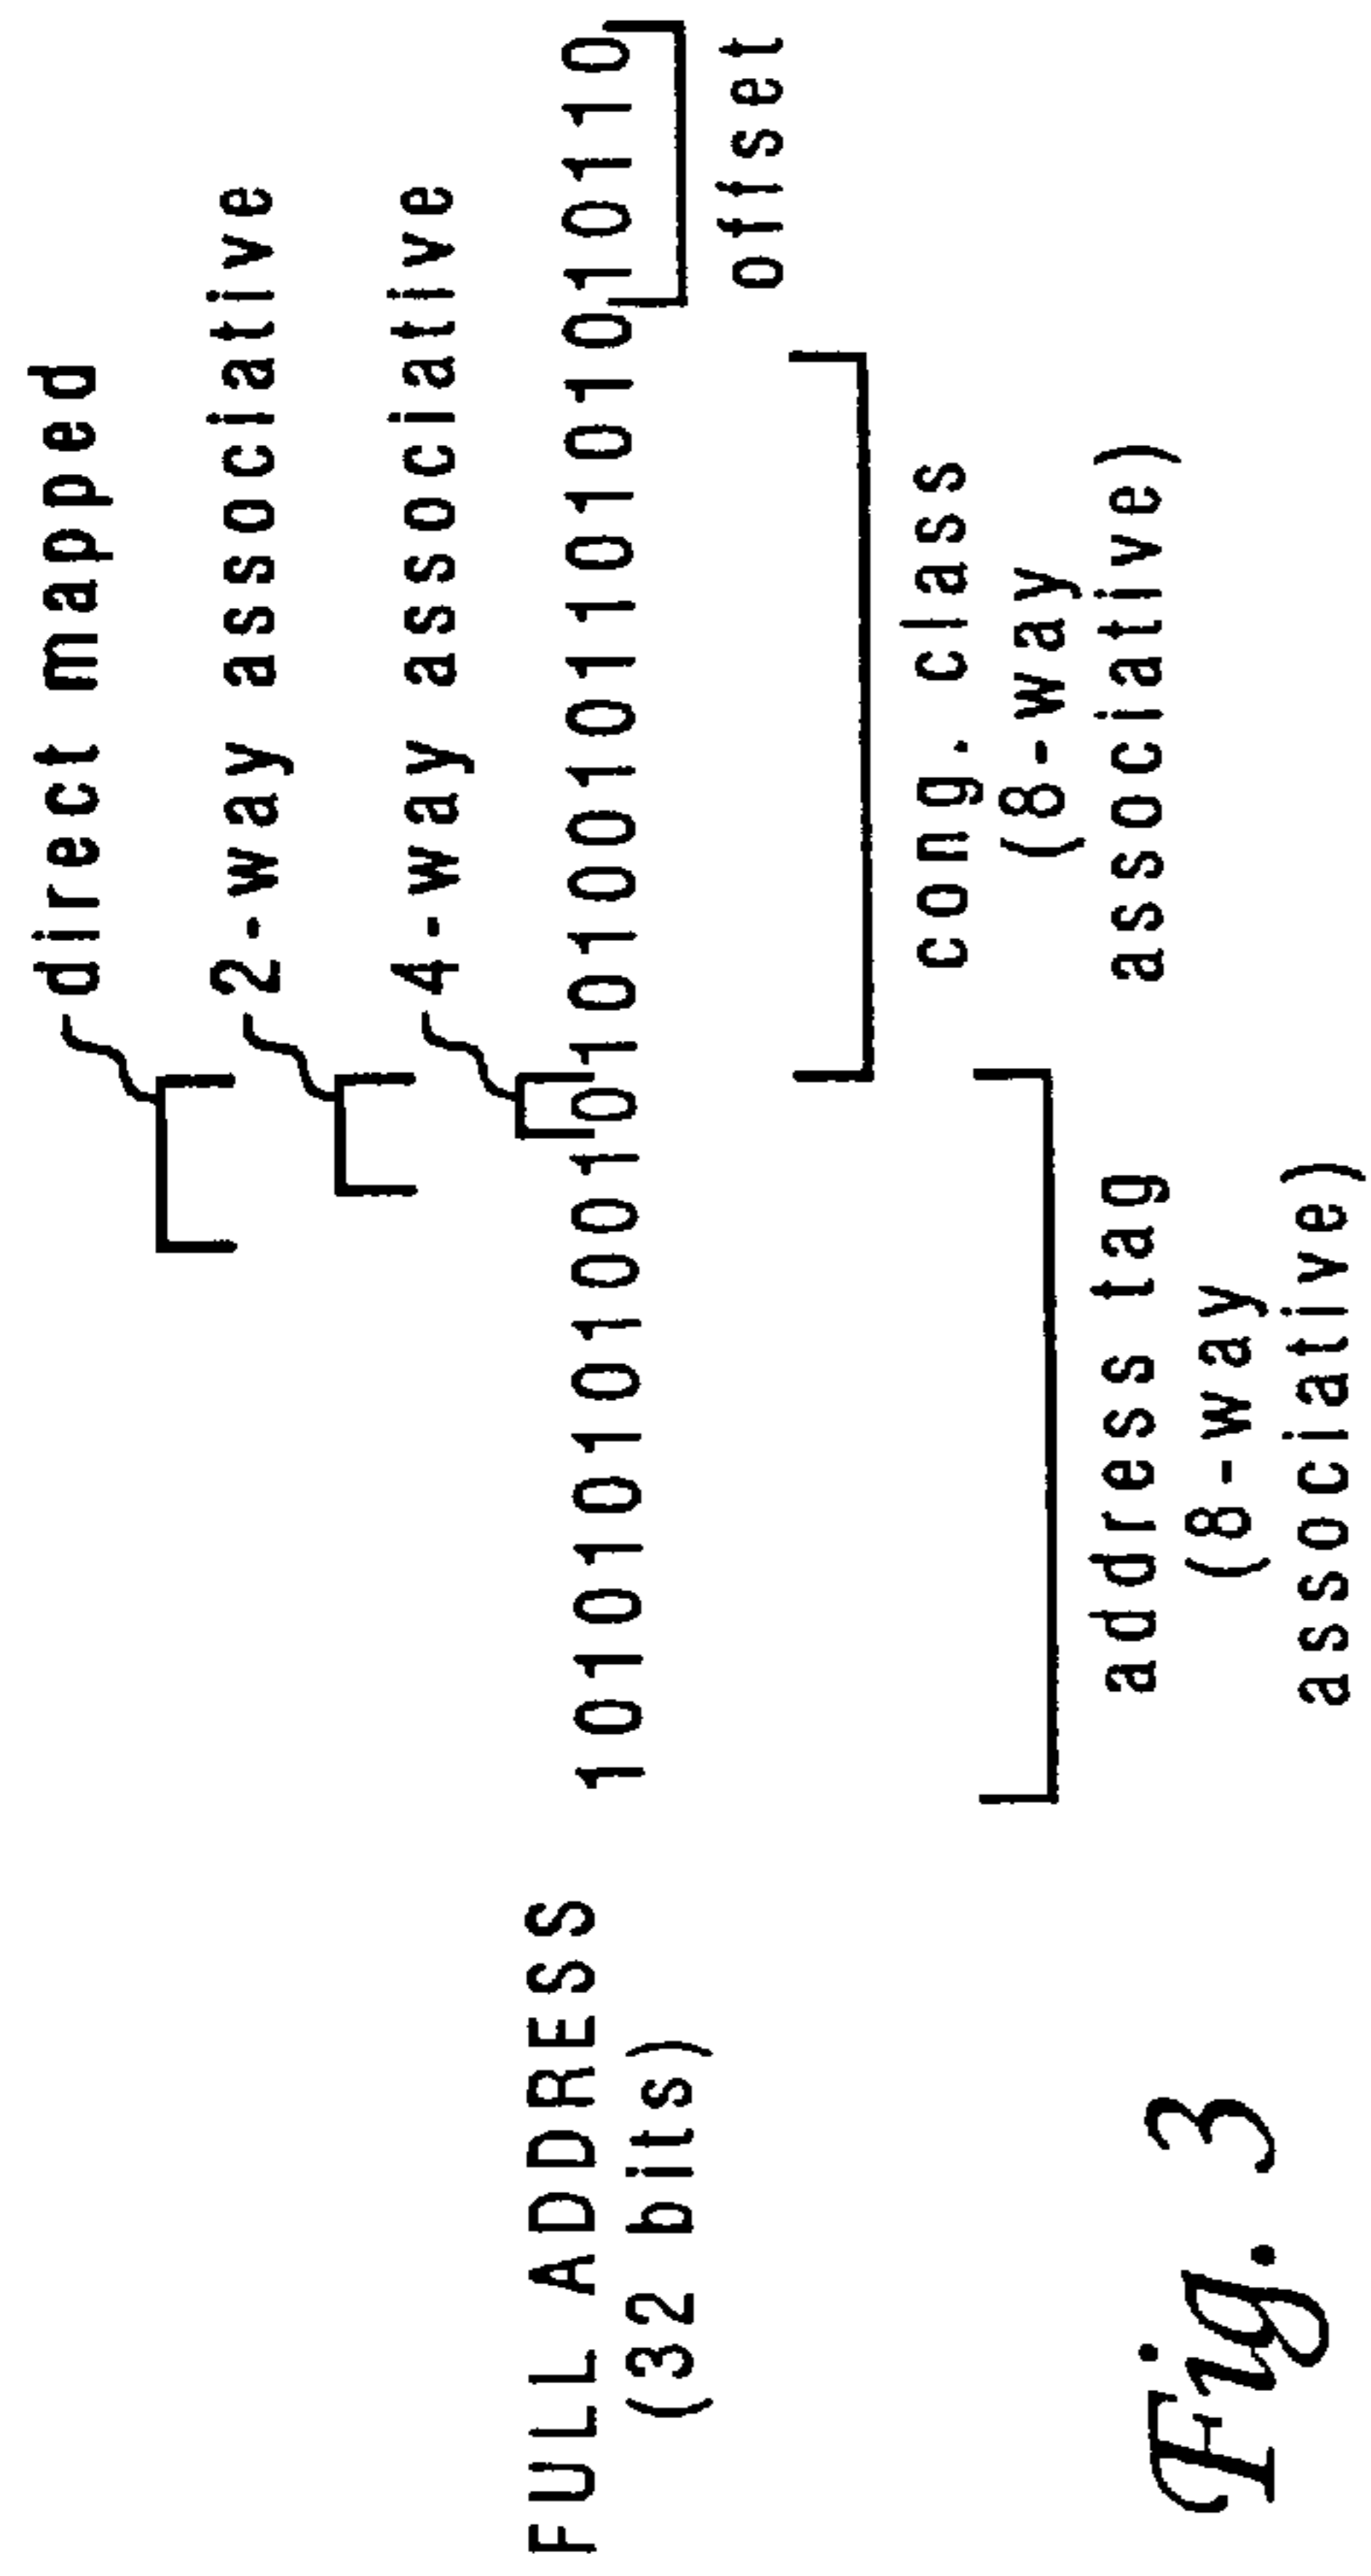 direct mapped
2-way associative
4-way associative
FULL ADDRESS
(32 bits)
10101010100101010010110101010110
offset
cong. class
(8-way
associative)
address tag
(8-way
associative)
Fig. 3